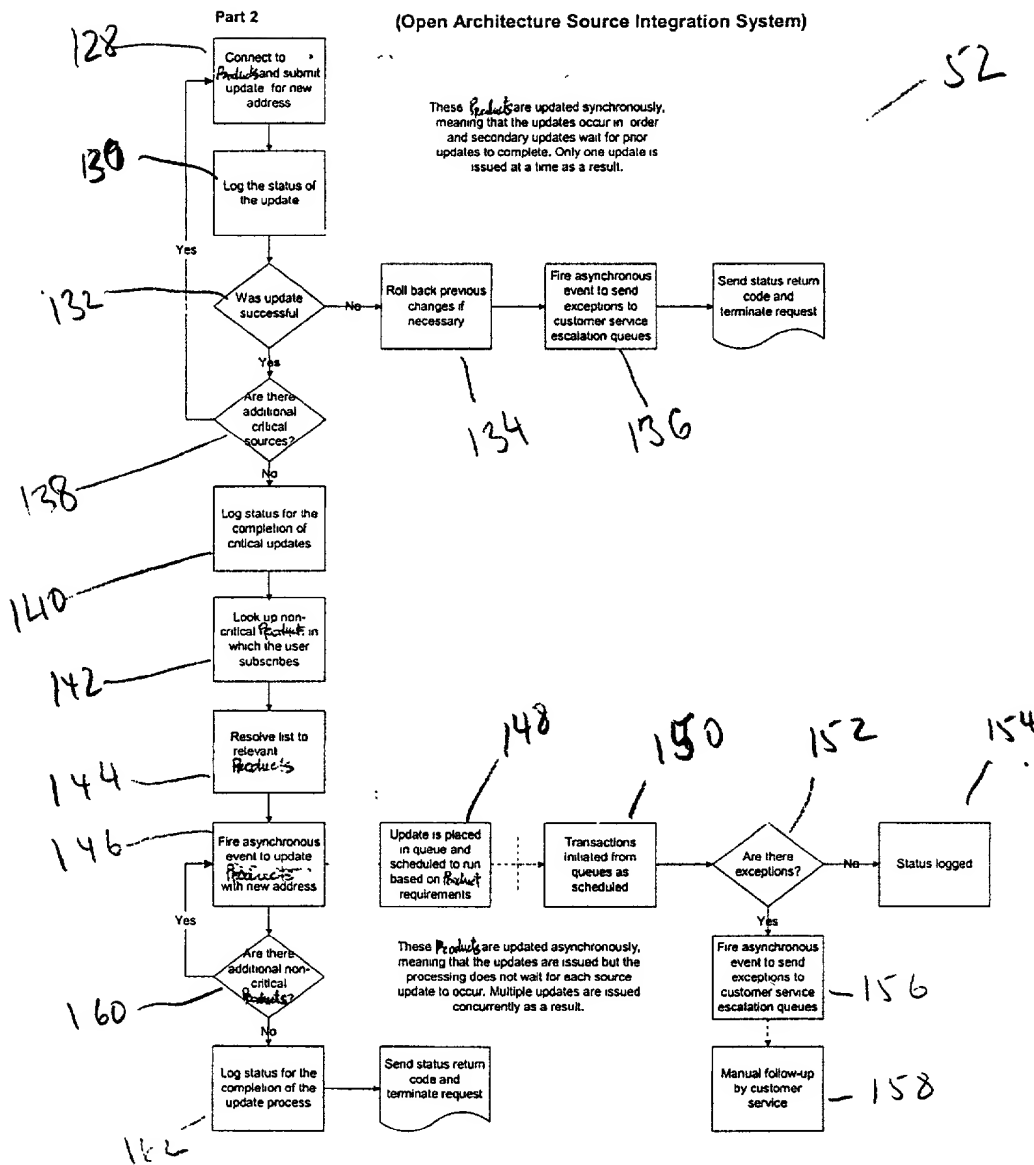 Part 2
(Open Architecture Source Integration System)
128
Connect to
Products and submit
update for new
address
52
These Products are updated synchronously,
meaning that the updates occur in order
and secondary updates wait for prior
updates to complete. Only one update is
issued at a time as a result.
130
Log the status of
the update
Yes
132
Was update
successful
No
Roll back previous
changes if
necessary
Fire asynchronous
event to send
exceptions to
customer service
escalation queues
Send status return
code and
terminate request
Yes
134
136
Are there
additional
critical
sources?
138
No
Log status for the
completion of
critical updates
140
Look up non-
critical Product in
which the user
subscribes
142
Resolve list to
relevant
Products
144
148
150
152
154
146
Fire asynchronous
event to update
Products
with new address
Update is placed
in queue and
scheduled to run
based on Product
requirements
Transactions
initiated from
queues as
scheduled
Are there
exceptions?
No
Status logged
Yes
Yes
Are there
additional non-
critical
Products?
160
These Products are updated asynchronously,
meaning that the updates are issued but the
processing does not wait for each source
update to occur. Multiple updates are issued
concurrently as a result.
Fire asynchronous
event to send
exceptions to
customer service
escalation queues
156
No
Log status for the
completion of the
update process
Send status return
code and
terminate request
Manual follow-up
by customer
service
158